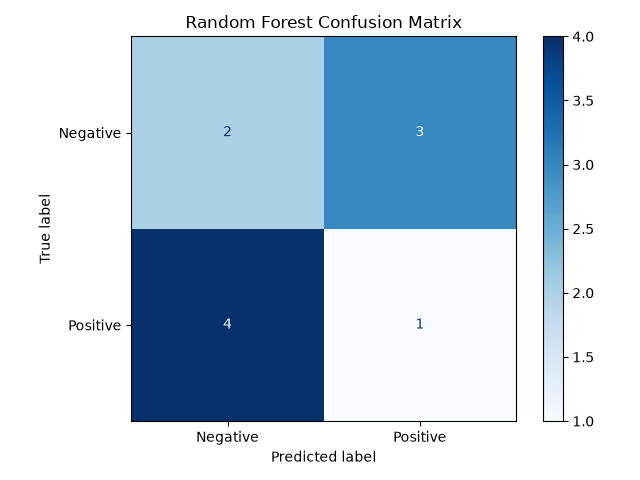 Random Forest Confusion Matrix
True label
Negative
Positive
2
3
4
1
Negative
Positive
Predicted label
4.0
3.5
3.0
2.5
2.0
1.5
1.0